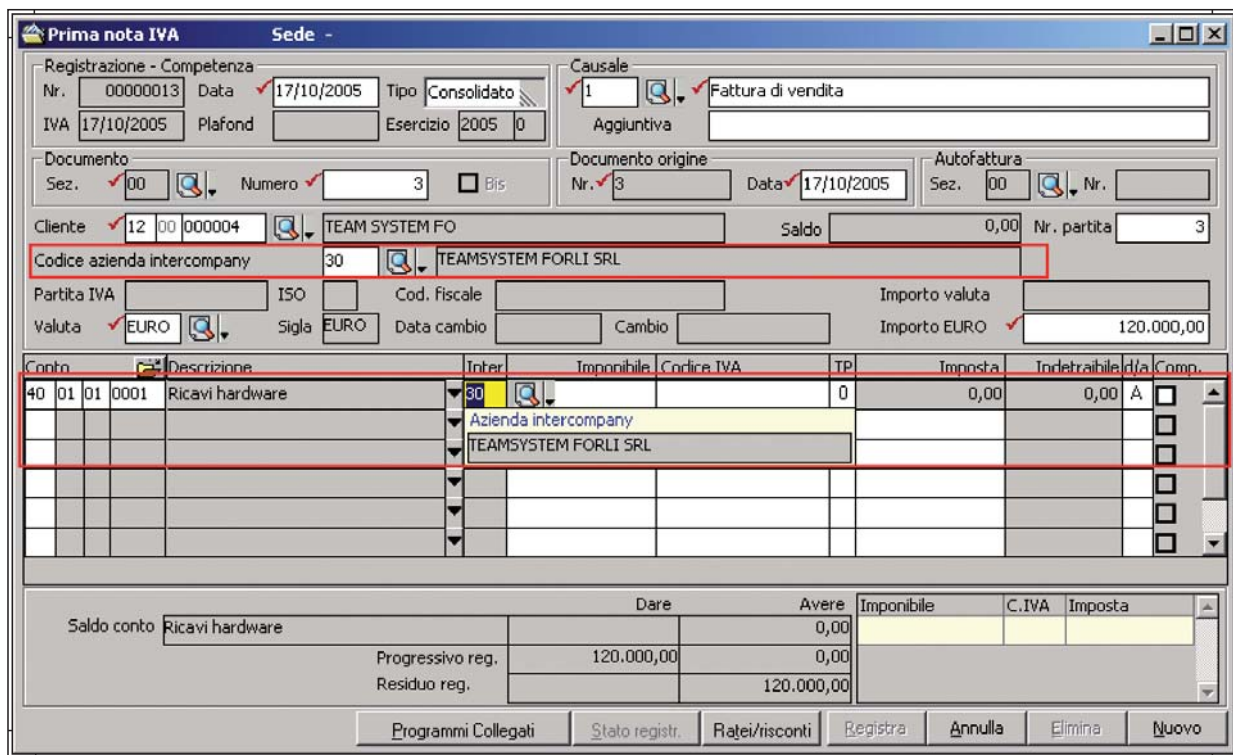 Prima nota IVA Sede -
Registrazione - Competenza Causale
Nr. 00000013 Data 17/10/2005 Tipo Consolidato 1 Fattura di vendita
IVA 17/10/2005 Plafond Esercizio 2005 0 Aggiuntiva
Documento Documento origine Autofattura
Sez. 00 Numero 3 Bis Nr. 3 Data 17/10/2005 Sez. 00 Nr.
Cliente 12 00 000004 TEAM SYSTEM FO Saldo 0,00 Nr. partita 3
Codice azienda intercompany 30 TEAMSYSTEM FORLI SRL
Partita IVA ISO Cod. fiscale Importo valuta
Valuta EURO Sigla EURO Data cambio Cambio Importo EURO 120.000,00
Conto Descrizione Inter Imponibile Codice IVA TP Imposta Indetraibile d/a Comp.
40 01 01 0001 Ricavi hardware 30 0 0,00 0,00 A
Azienda intercompany
TEAMSYSTEM FORLI SRL
Dare Avere Imponibile C.IVA Imposta
Saldo conto Ricavi hardware 0,00
Progressivo reg. 120.000,00 0,00
Residuo reg. 120.000,00
Programmi Collegati Stato registr. Ratei/risconti Registra Annulla Elimina Nuovo